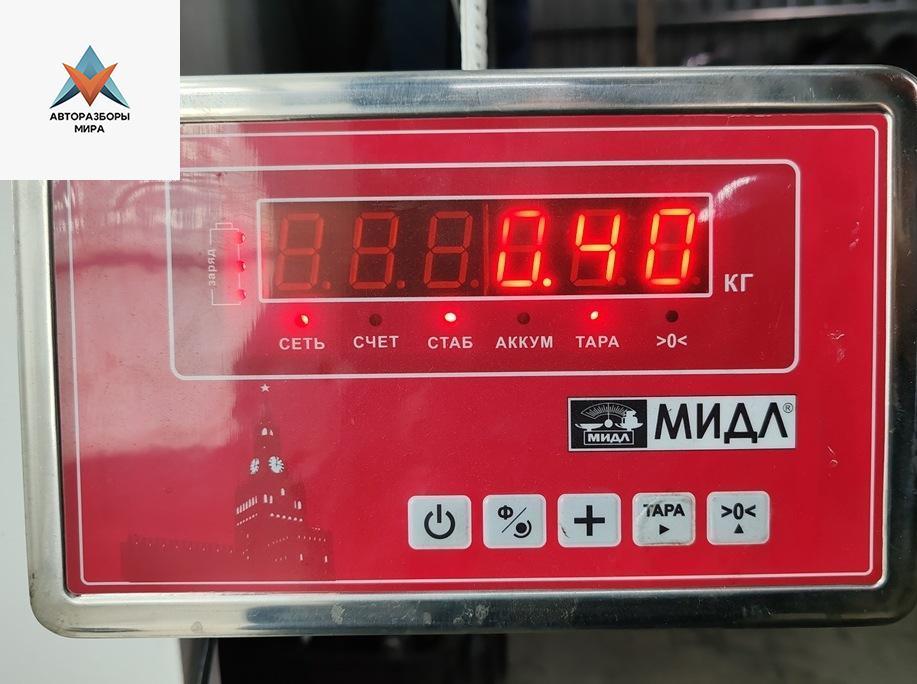 АВТОРАЗБОРЫ
МИРА
заряд
0.40
КГ
СЕТЬ СЧЕТ СТАБ АККУМ ТАРА >0<
МИДЛ МИДЛ®
Ф/ + ТАРА >0<